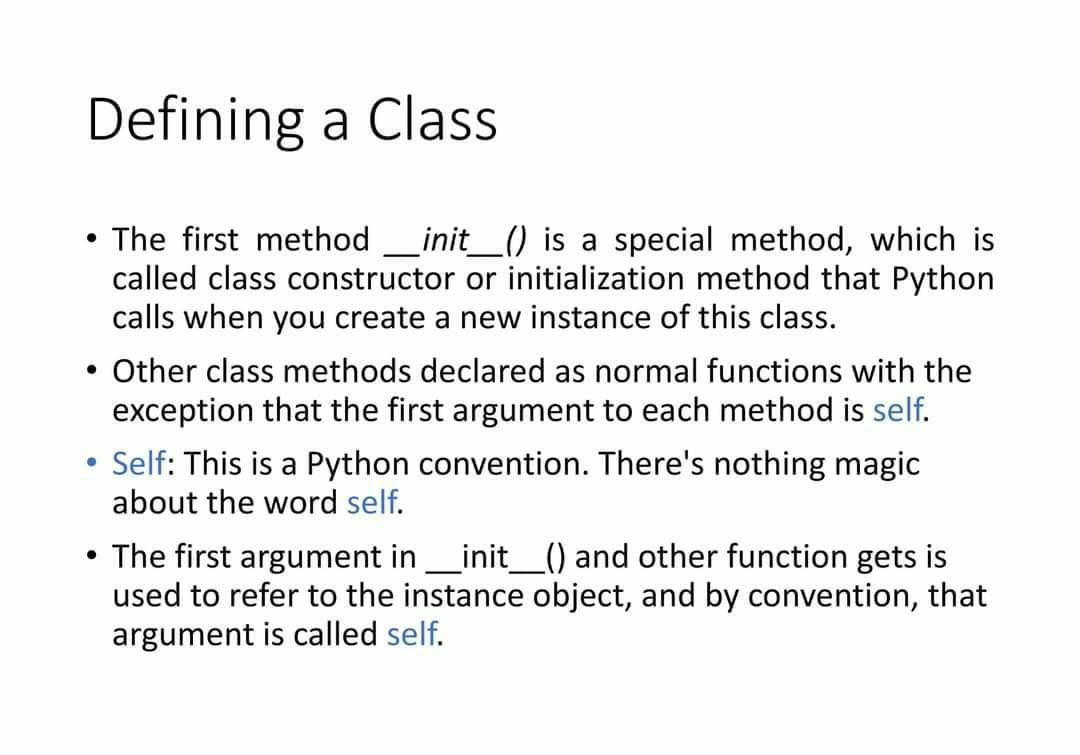 Defining a Class
• The first method __init__() is a special method, which is
called class constructor or initialization method that Python
calls when you create a new instance of this class.
• Other class methods declared as normal functions with the
exception that the first argument to each method is self.
• Self: This is a Python convention. There's nothing magic
about the word self.
• The first argument in __init__() and other function gets is
used to refer to the instance object, and by convention, that
argument is called self.